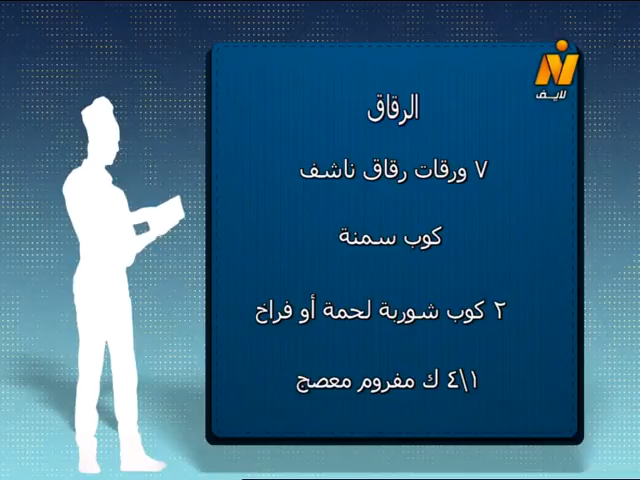 لايف
الرقاق
٧ ورقات رقاق ناشف
كوب سمنة
٢ كوب شوربة لحمة أو فراخ
١\٤ ك مفروم معصج